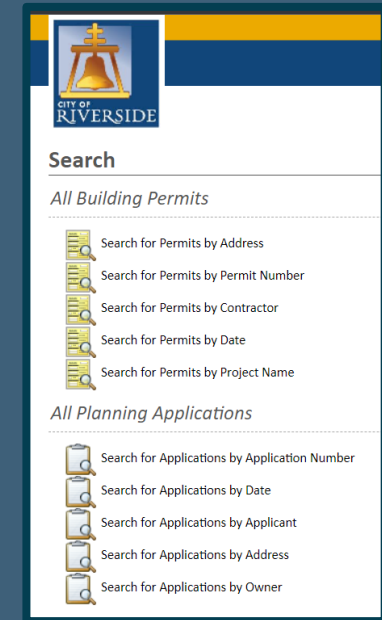 CITY OF
RIVERSIDE
Search
All Building Permits
Search for Permits by Address
Search for Permits by Permit Number
Search for Permits by Contractor
Search for Permits by Date
Search for Permits by Project Name
All Planning Applications
Search for Applications by Application Number
Search for Applications by Date
Search for Applications by Applicant
Search for Applications by Address
Search for Applications by Owner